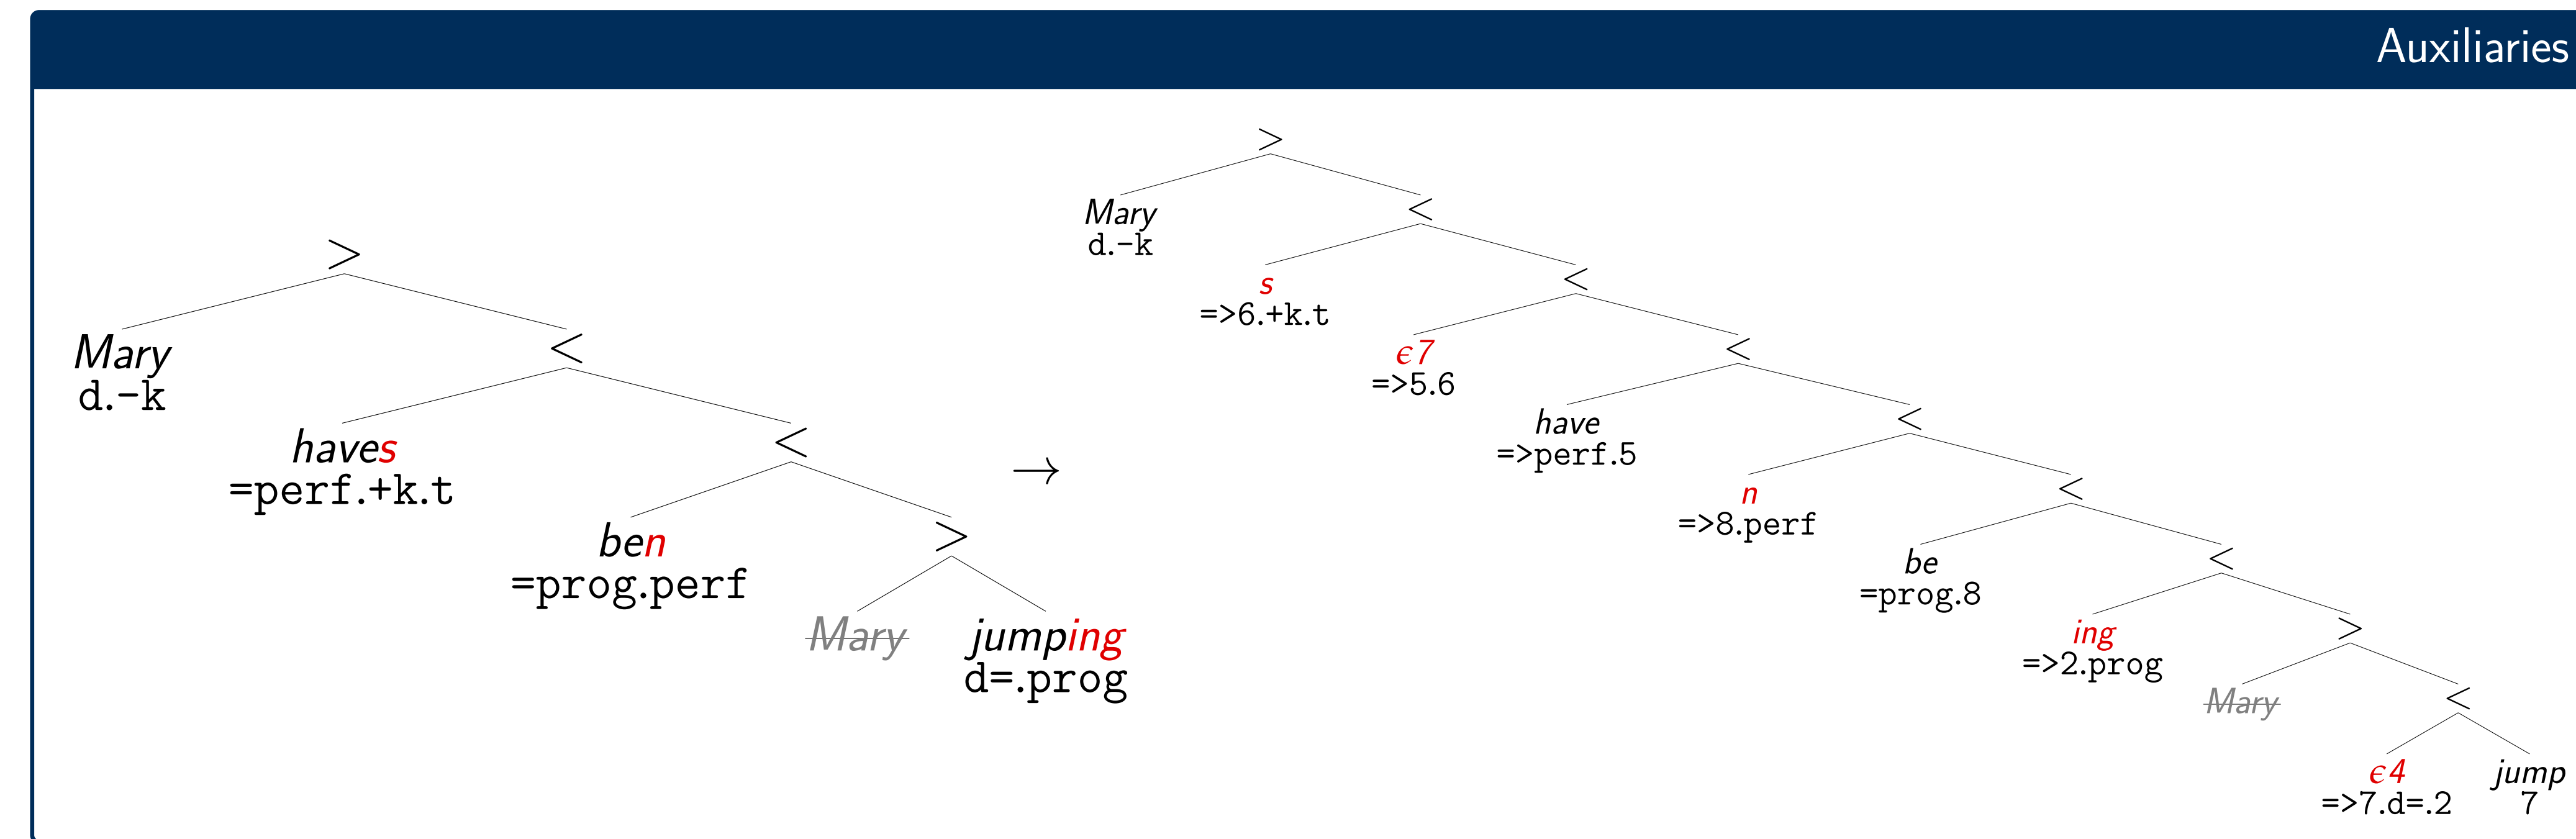 Auxiliaries
>
Mary
d.-k
<
haves
=perf.+k.t
<
ben
=prog.perf
>
Mary
jumping
d=.prog
→
>
Mary
d.-k
<
s
=>6.+k.t
<
ϵ7
=>5.6
<
have
=>perf.5
<
n
=>8.perf
<
be
=prog.8
<
ing
=>2.prog
>
Mary
<
ϵ4
=>7.d=.2
jump
7